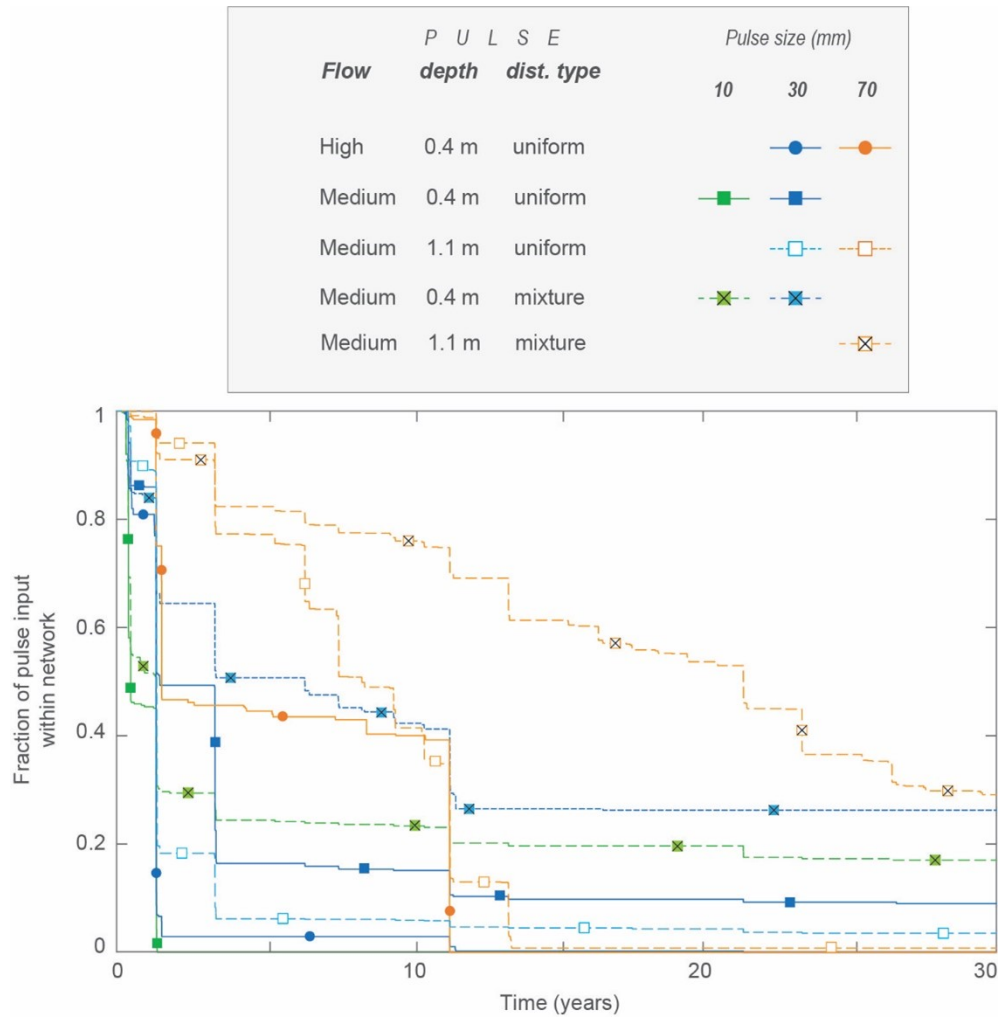 P U L S E Pulse size (mm)
Flow depth dist. type
10 30 70
High 0.4 m uniform
Medium 0.4 m uniform
Medium 1.1 m uniform
Medium 0.4 m mixture
Medium 1.1 m mixture
1
0.8
0.6
0.4
0.2
0
Fraction of pulse input
within network
0 10 20 30
Time (years)